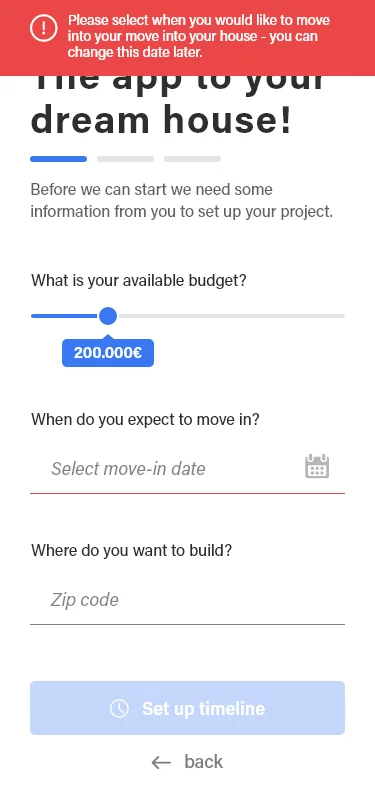 Please select when you would like to move
into your move into your house - you can
change this date later.
The app to your
dream house!
Before we can start we need some
information from you to set up your project.
What is your available budget?
200.000€
When do you expect to move in?
Select move-in date
Where do you want to build?
Zip code
Set up timeline
back